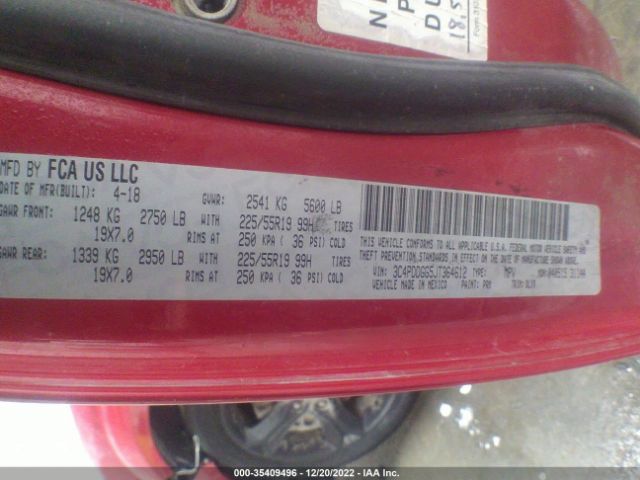 N
P
D U
18,5
MFD BY FCA US LLC
DATE OF MFR(BUILT): 4-18 GVWR: 2541 KG 5600 LB
GAWR FRONT: 1248 KG 2750 LB WITH 225/55R19 99H TIRES
19X7.0 RIMS AT 250 KPA ( 36 PSI) COLD
GAWR REAR: 1339 KG 2950 LB WITH 225/55R19 99H TIRES
19X7.0 RIMS AT 250 KPA ( 36 PSI) COLD
THIS VEHICLE CONFORMS TO ALL APPLICABLE U.S.A. FEDERAL MOTOR VEHICLE SAFETY AND
THEFT PREVENTION STANDARDS IN EFFECT ON THE DATE OF MANUFACTURE SHOWN ABOVE.
VIN: 3C4PDDGG5JT364612 TYPE: MPV
VEHICLE MADE IN MEXICO PAINT: PRM TRIM:
000-35409496 - 12/20/2022 - IAA Inc.